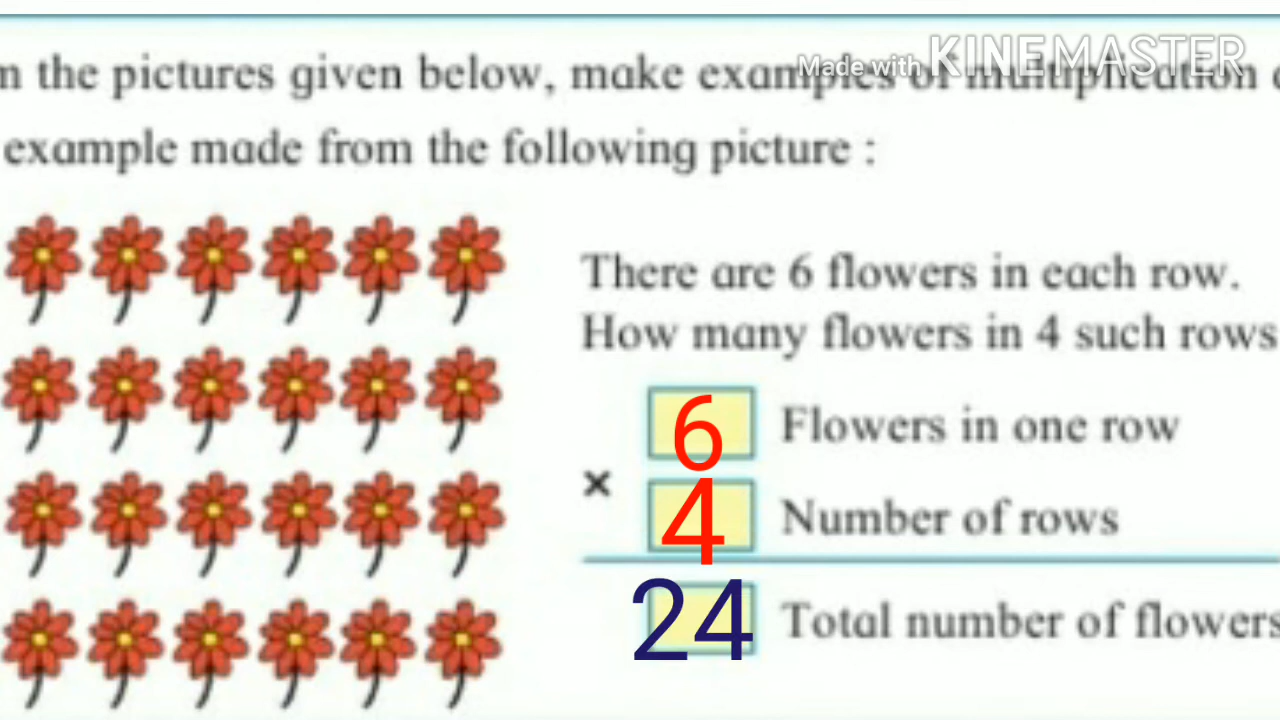 Made with KINEMASTER
m the pictures given below, make examples of multiplication
example made from the following picture :
There are 6 flowers in each row.
How many flowers in 4 such rows
6 Flowers in one row
×
4 Number of rows
24 Total number of flowers